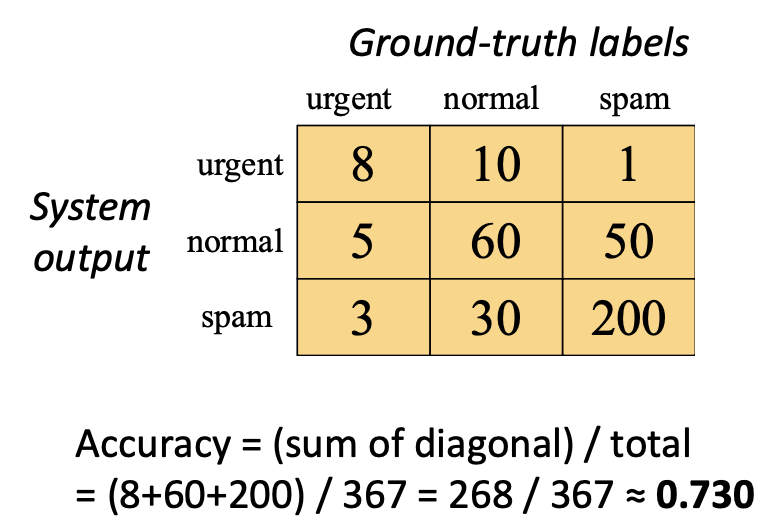 Ground-truth labels
urgent normal spam
urgent 8 10 1
System output
normal 5 60 50
spam 3 30 200
Accuracy = (sum of diagonal) / total
= (8+60+200) / 367 = 268 / 367 ≈ 0.730